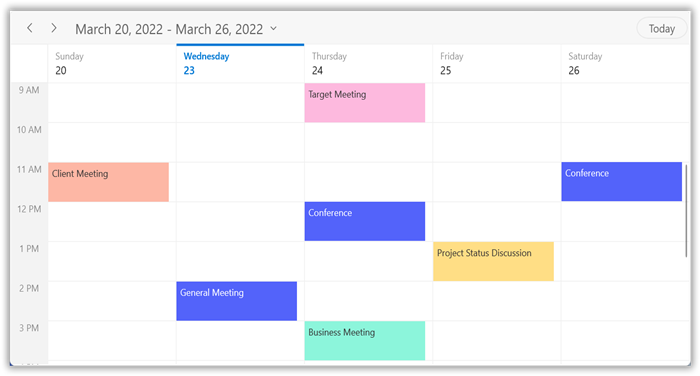 March 20, 2022 - March 26, 2022
Today
Sunday
20
Wednesday
23
Thursday
24
Friday
25
Saturday
26
9 AM
Target Meeting
10 AM
11 AM
Client Meeting
Conference
12 PM
Conference
1 PM
Project Status Discussion
2 PM
General Meeting
3 PM
Business Meeting